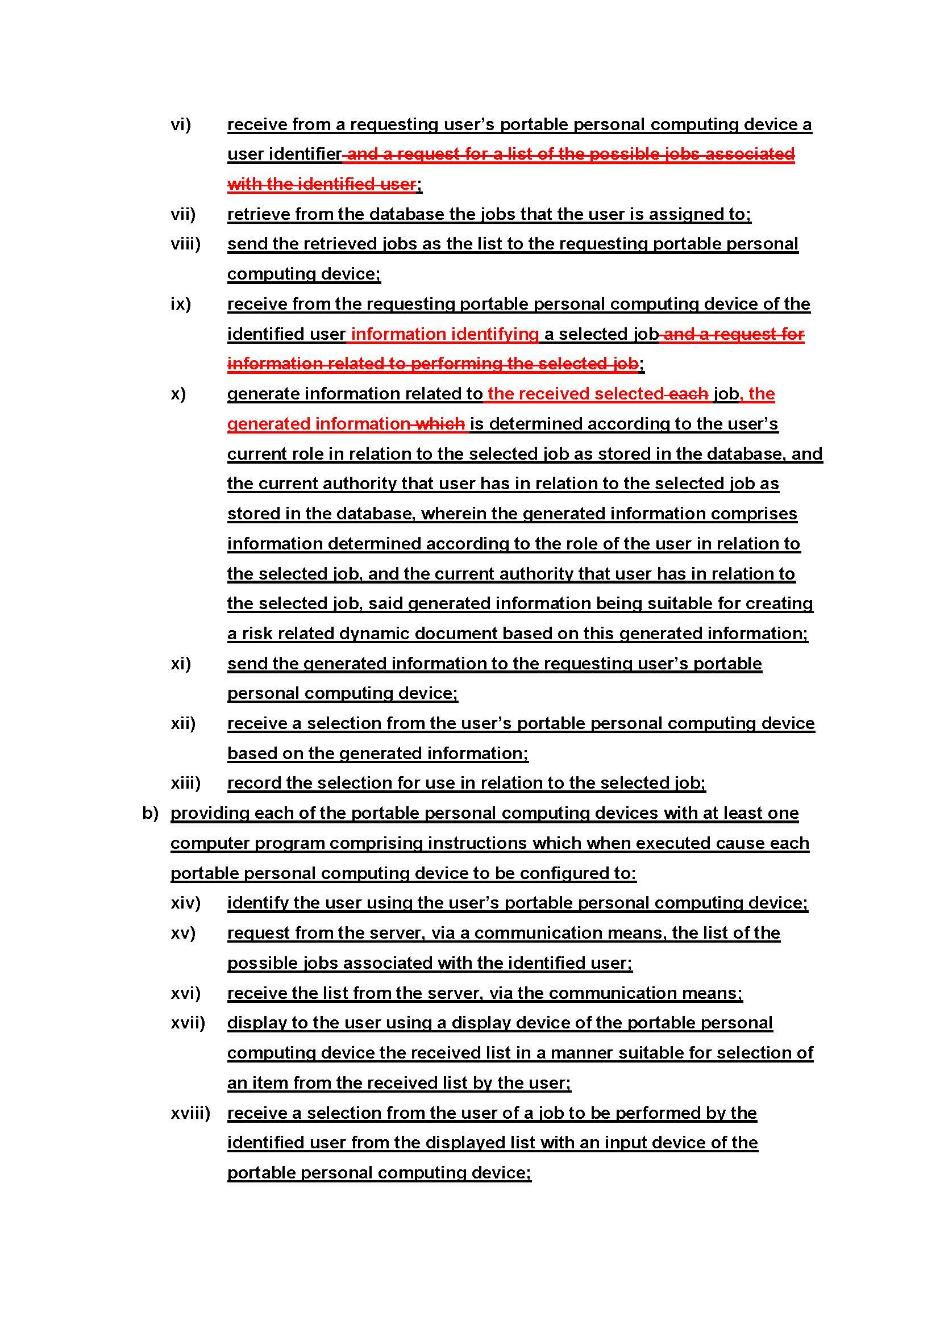 vi) receive from a requesting user's portable personal computing device a
user identifier and a request for a list of the possible jobs associated
with the identified user;
vii) retrieve from the database the jobs that the user is assigned to;
viii) send the retrieved jobs as the list to the requesting portable personal
computing device;
ix) receive from the requesting portable personal computing device of the
identified user information identifying a selected job and a request for
information related to performing the selected job;
x) generate information related to the received selected each job, the
generated information which is determined according to the user's
current role in relation to the selected job as stored in the database, and
the current authority that user has in relation to the selected job as
stored in the database, wherein the generated information comprises
information determined according to the role of the user in relation to
the selected job, and the current authority that user has in relation to
the selected job, said generated information being suitable for creating
a risk related dynamic document based on this generated information;
xi) send the generated information to the requesting user's portable
personal computing device;
xii) receive a selection from the user's portable personal computing device
based on the generated information;
xiii) record the selection for use in relation to the selected job;
b) providing each of the portable personal computing devices with at least one
computer program comprising instructions which when executed cause each
portable personal computing device to be configured to:
xiv) identify the user using the user's portable personal computing device;
xv) request from the server, via a communication means, the list of the
possible jobs associated with the identified user;
xvi) receive the list from the server, via the communication means;
xvii) display to the user using a display device of the portable personal
computing device the received list in a manner suitable for selection of
an item from the received list by the user;
xviii) receive a selection from the user of a job to be performed by the
identified user from the displayed list with an input device of the
portable personal computing device;